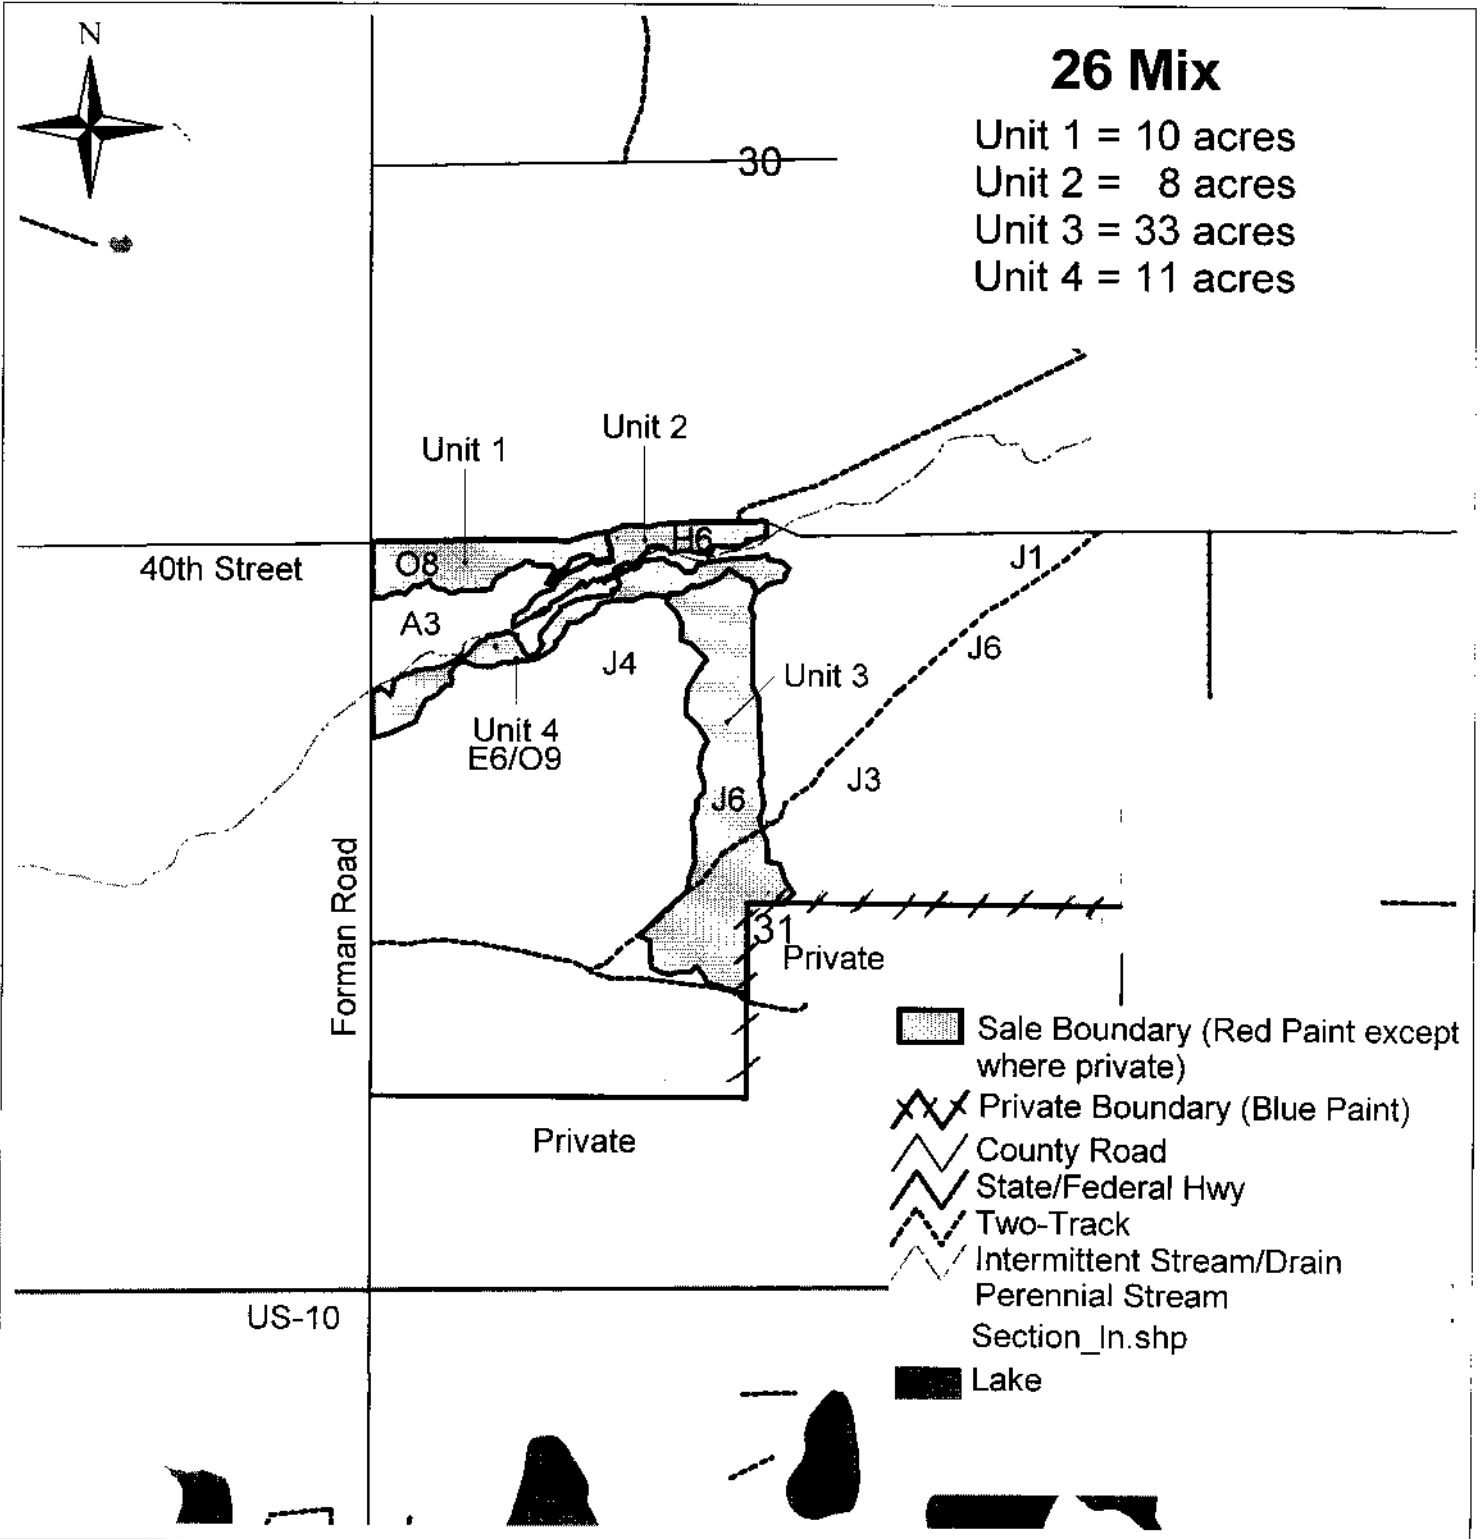 N
26 Mix
Unit 1 = 10 acres
Unit 2 = 8 acres
Unit 3 = 33 acres
Unit 4 = 11 acres
30
Unit 1
Unit 2
40th Street
O8
H6
J1
A3
J4
J6
Unit 3
Unit 4
E6/O9
J3
J6
Forman Road
31
Private
Private
Sale Boundary (Red Paint except
where private)
Private Boundary (Blue Paint)
County Road
State/Federal Hwy
Two-Track
Intermittent Stream/Drain
Perennial Stream
Section_ln.shp
Lake
US-10